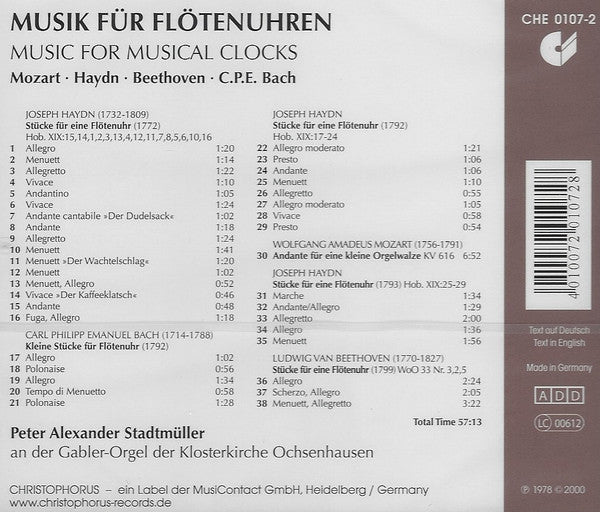 MUSIK FÜR FLÖTENUHREN
MUSIC FOR MUSICAL CLOCKS
Mozart · Haydn · Beethoven · C.P.E. Bach
JOSEPH HAYDN (1732-1809)
Stücke für eine Flötenuhr (1772)
Hob. XIX:15,14,1,2,3,13,4,12,11,7,8,5,6,10,16
1 Allegro 1:20
2 Menuett 1:14
3 Allegretto 1:22
4 Vivace 1:10
5 Andantino 1:05
6 Vivace 1:24
7 Andante cantabile »Der Dudelsack« 1:02
8 Andante 1:18
9 Allegretto 1:24
10 Menuett 1:41
11 Menuett »Der Wachtelschlag« 1:20
12 Menuett 1:02
13 Menuett, Allegro 0:52
14 Vivace »Der Kaffeeklatsch« 0:46
15 Andante 0:48
16 Fuga, Allegro 1:18
CARL PHILIPP EMANUEL BACH (1714-1788)
Kleine Stücke für Flötenuhr (1792)
17 Allegro 1:02
18 Polonaise 0:56
19 Allegro 1:34
20 Tempo di Menuetto 0:58
21 Polonaise 1:28
JOSEPH HAYDN
Stücke für eine Flötenuhr (1792)
Hob. XIX:17-24
22 Allegro moderato 1:21
23 Presto 1:06
24 Andante 1:06
25 Menuett 1:10
26 Allegretto 0:55
27 Allegro moderato 1:05
28 Vivace 0:58
29 Presto 0:54
WOLFGANG AMADEUS MOZART (1756-1791)
30 Andante für eine kleine Orgelwalze KV 616 6:52
JOSEPH HAYDN
Stücke für eine Flötenuhr (1793) Hob. XIX:25-29
31 Marche 1:34
32 Andante/Allegro 1:29
33 Allegretto 2:00
34 Allegro 1:36
35 Menuett 1:56
LUDWIG VAN BEETHOVEN (1770-1827)
Stücke für eine Flötenuhr (1799) WoO 33 Nr. 3,2,5
36 Allegro 2:24
37 Scherzo, Allegro 2:05
38 Menuett, Allegretto 3:22
Total Time 57:13
Peter Alexander Stadtmüller
an der Gabler-Orgel der Klosterkirche Ochsenhausen
CHRISTOPHORUS – ein Label der MusiContact GmbH, Heidelberg / Germany
www.christophorus-records.de
CHE 0107-2
4 010072 010728
Text auf Deutsch
Text in English
Made in Germany
A D D
LC 00612
℗ 1978 © 2000